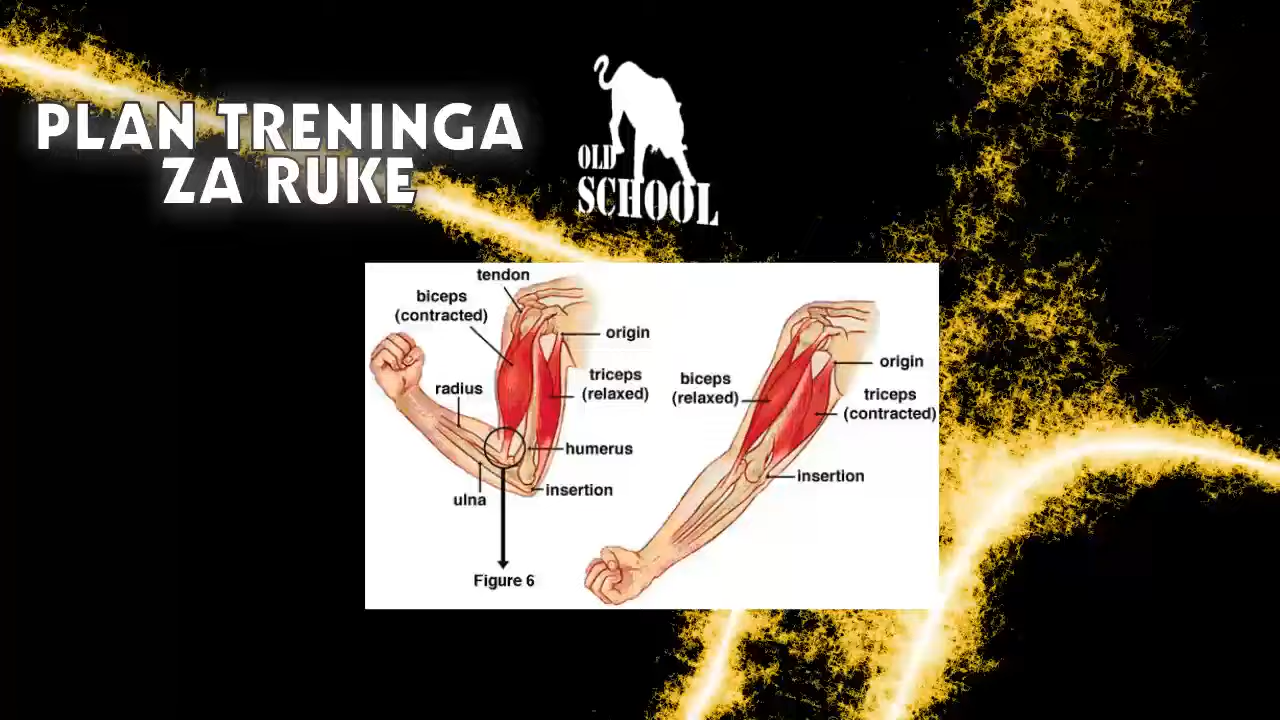 PLAN TRENINGA
ZA RUKE
OLD
SCHOOL
tendon
biceps
(contracted)
origin
radius
triceps
(relaxed)
humerus
ulna
insertion
Figure 6
origin
biceps
(relaxed)
triceps
(contracted)
insertion